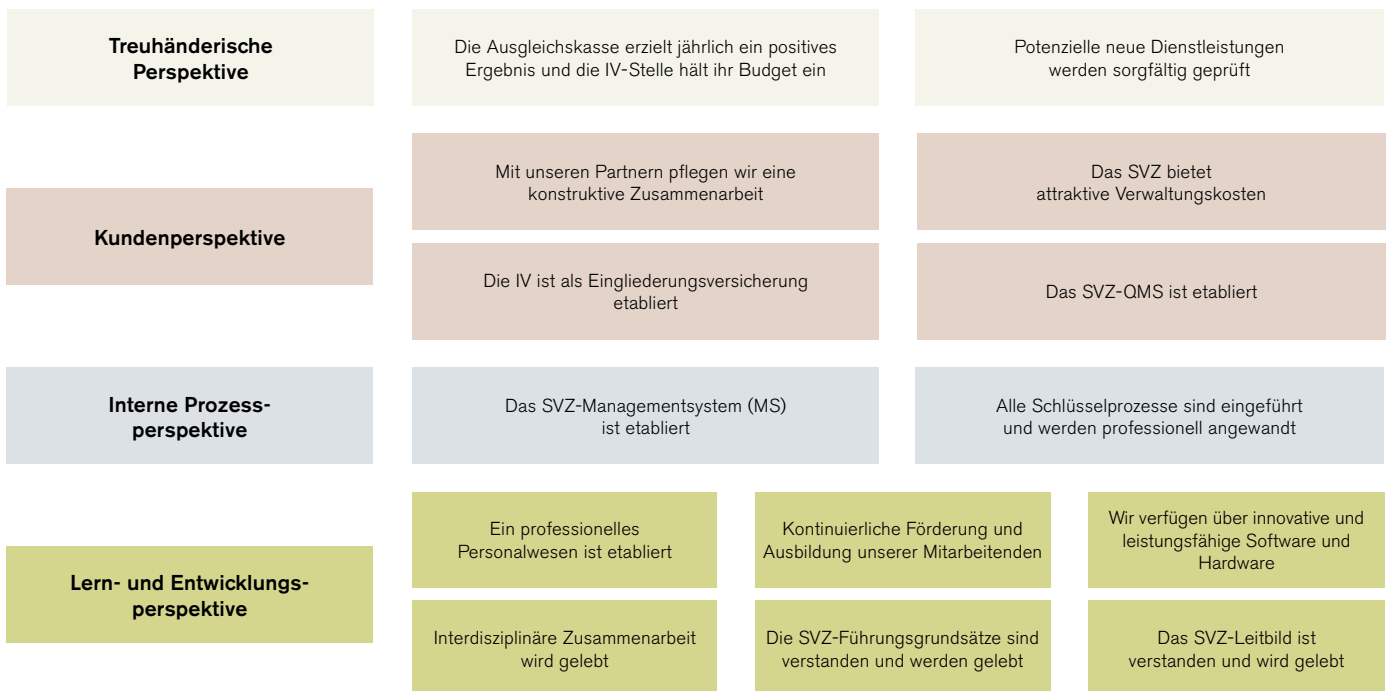 Treuhänderische
Perspektive
Die Ausgleichskasse erzielt jährlich ein positives
Ergebnis und die IV-Stelle hält ihr Budget ein
Potenzielle neue Dienstleistungen
werden sorgfältig geprüft
Kundenperspektive
Mit unseren Partnern pflegen wir eine
konstruktive Zusammenarbeit
Das SVZ bietet
attraktive Verwaltungskosten
Die IV ist als Eingliederungsversicherung
etabliert
Das SVZ-QMS ist etabliert
Interne Prozess-
perspektive
Das SVZ-Managementsystem (MS)
ist etabliert
Alle Schlüsselprozesse sind eingeführt
und werden professionell angewandt
Lern- und Entwicklungs-
perspektive
Ein professionelles
Personalwesen ist etabliert
Kontinuierliche Förderung und
Ausbildung unserer Mitarbeitenden
Wir verfügen über innovative und
leistungsfähige Software und
Hardware
Interdisziplinäre Zusammenarbeit
wird gelebt
Die SVZ-Führungsgrundsätze sind
verstanden und werden gelebt
Das SVZ-Leitbild ist
verstanden und wird gelebt